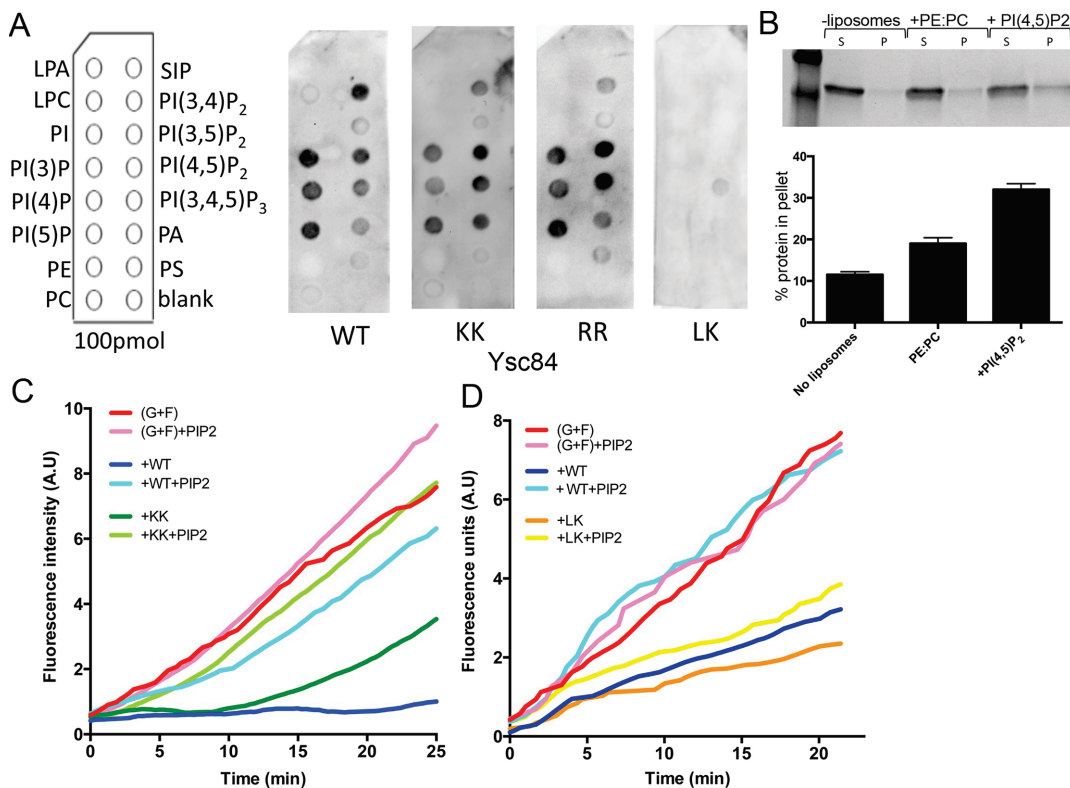 A
LPA SIP
LPC PI(3,4)P2
PI PI(3,5)P2
PI(3)P PI(4,5)P2
PI(4)P PI(3,4,5)P3
PI(5)P PA
PE PS
PC blank
100pmol
WT KK RR LK
Ysc84
B
-liposomes +PE:PC + PI(4,5)P2
S P S P S P
% protein in pellet
40
30
20
10
0
No liposomes PE:PC +PI(4,5)P2
C
Fluorescence intensity (A.U)
10
8
6
4
2
0
(G+F)
(G+F)+PIP2
+WT
+WT+PIP2
+KK
+KK+PIP2
0 5 10 15 20 25
Time (min)
D
Fluorescence units (A.U)
8
6
4
2
0
(G+F)
(G+F)+PIP2
+WT
+ WT+PIP2
+LK
+LK+PIP2
0 5 10 15 20
Time (min)